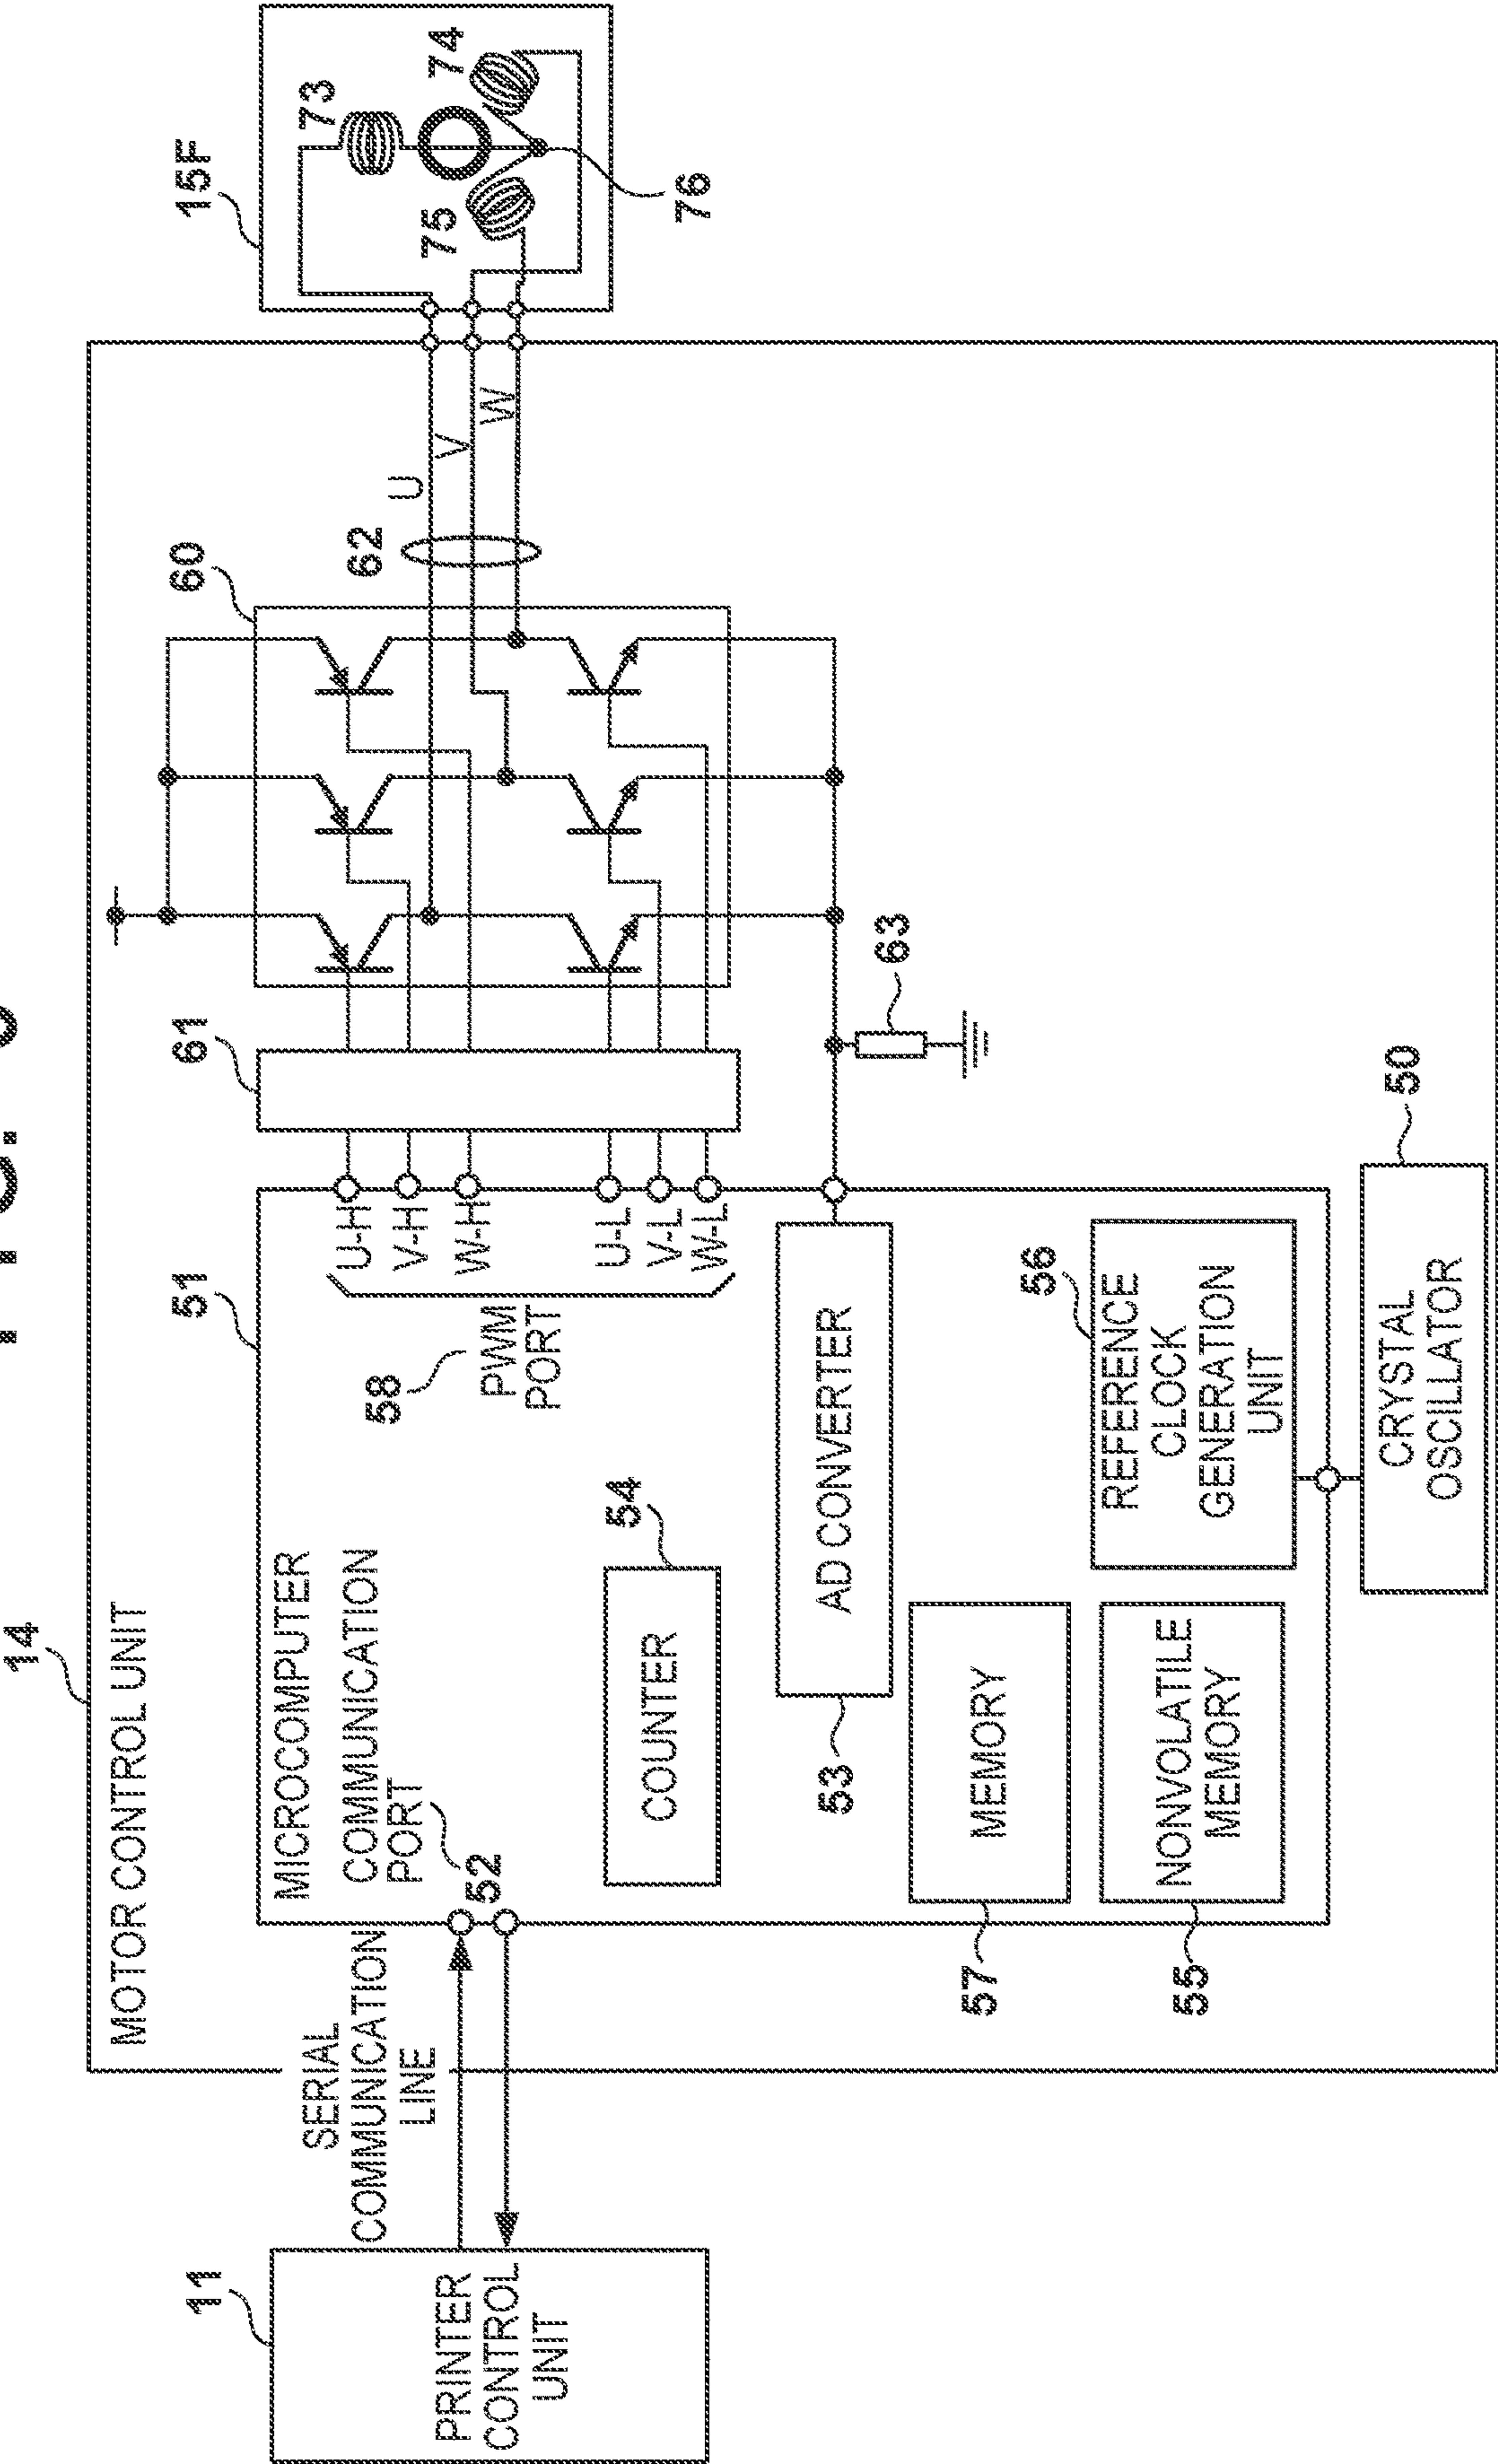 14
MOTOR CONTROL UNIT
11
PRINTER
CONTROL
UNIT
SERIAL
COMMUNICATION
LINE
51
MICROCOMPUTER
COMMUNICATION
PORT
52
58
PWM
PORT
U-H
V-H
W-H
U-L
V-L
W-L
61
60
62
U
V
W
15F
73
74
75
76
54
COUNTER
53
AD CONVERTER
63
57
MEMORY
55
NONVOLATILE
MEMORY
56
REFERENCE
CLOCK
GENERATION
UNIT
50
CRYSTAL
OSCILLATOR